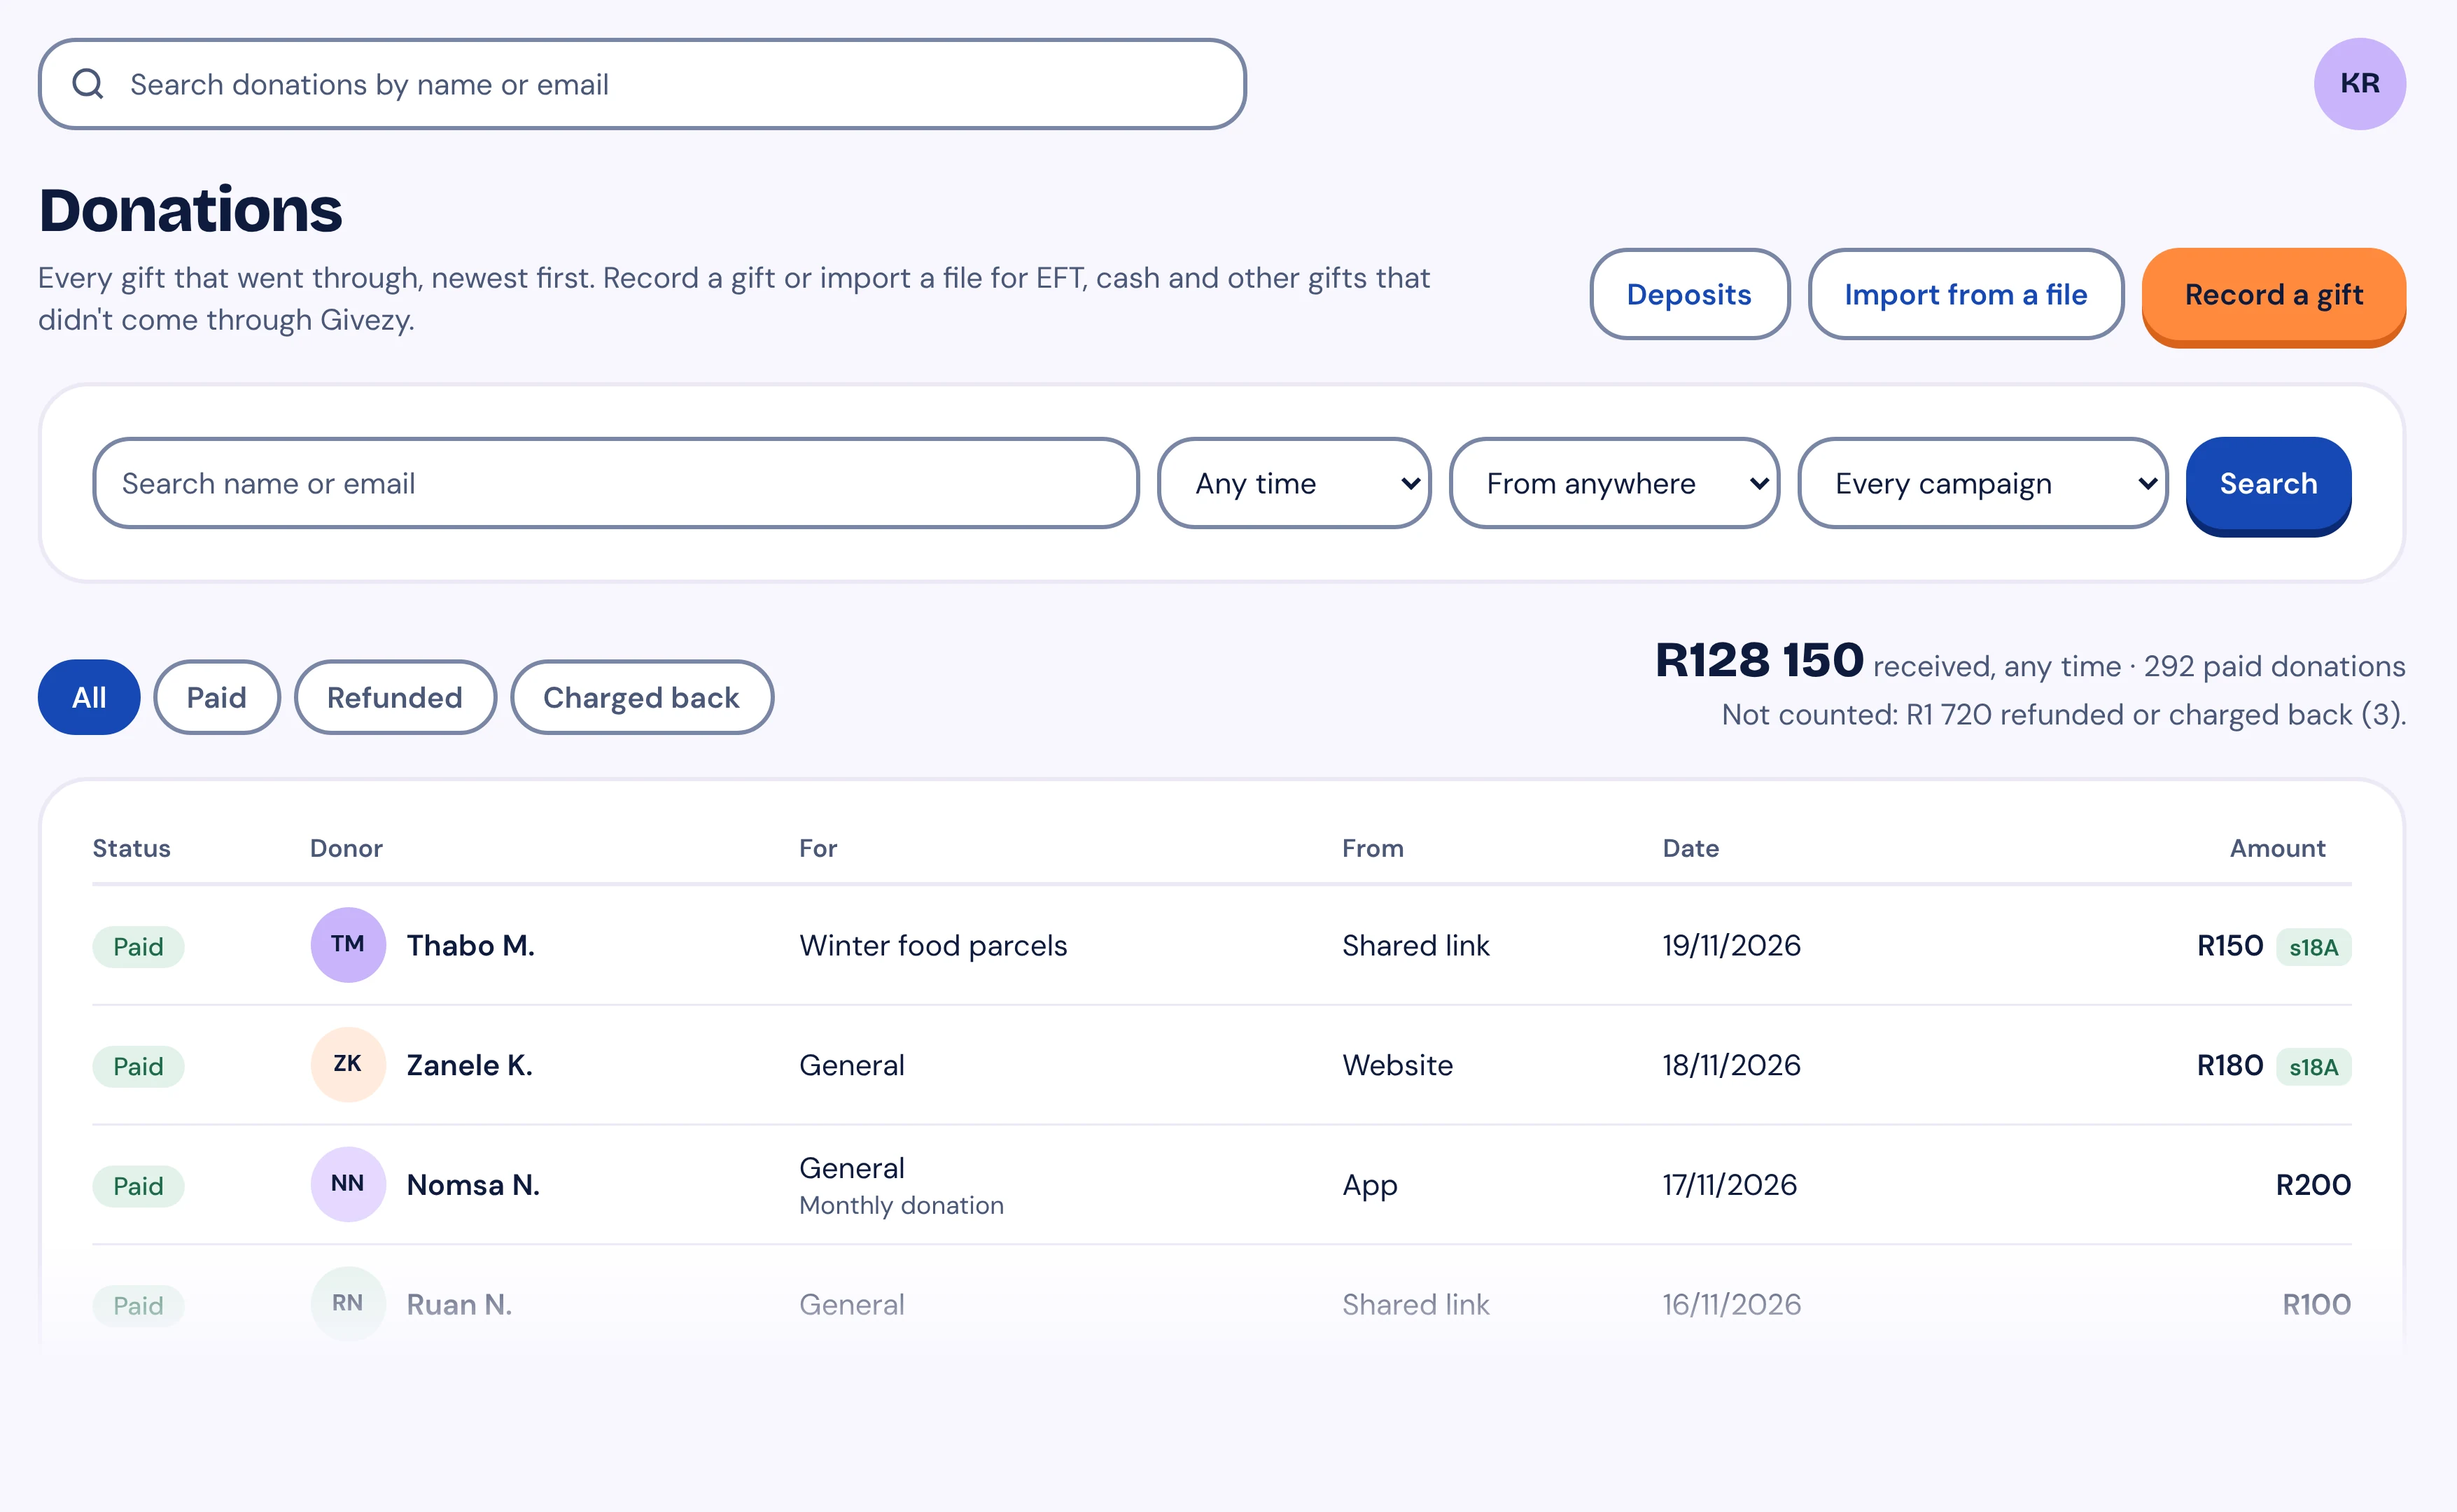 Search donations by name or email
KR
Donations
Every gift that went through, newest first. Record a gift or import a file for EFT, cash and other gifts that
didn't come through Givezy.
Deposits
Import from a file
Record a gift
Search name or email
Any time
From anywhere
Every campaign
Search
All
Paid
Refunded
Charged back
R128 150 received, any time · 292 paid donations
Not counted: R1 720 refunded or charged back (3).
Status Donor For From Date Amount
Paid TM Thabo M. Winter food parcels Shared link 19/11/2026 R150 s18A
Paid ZK Zanele K. General Website 18/11/2026 R180 s18A
Paid NN Nomsa N. General App 17/11/2026 R200
Monthly donation
Paid RN Ruan N. General Shared link 16/11/2026 R100